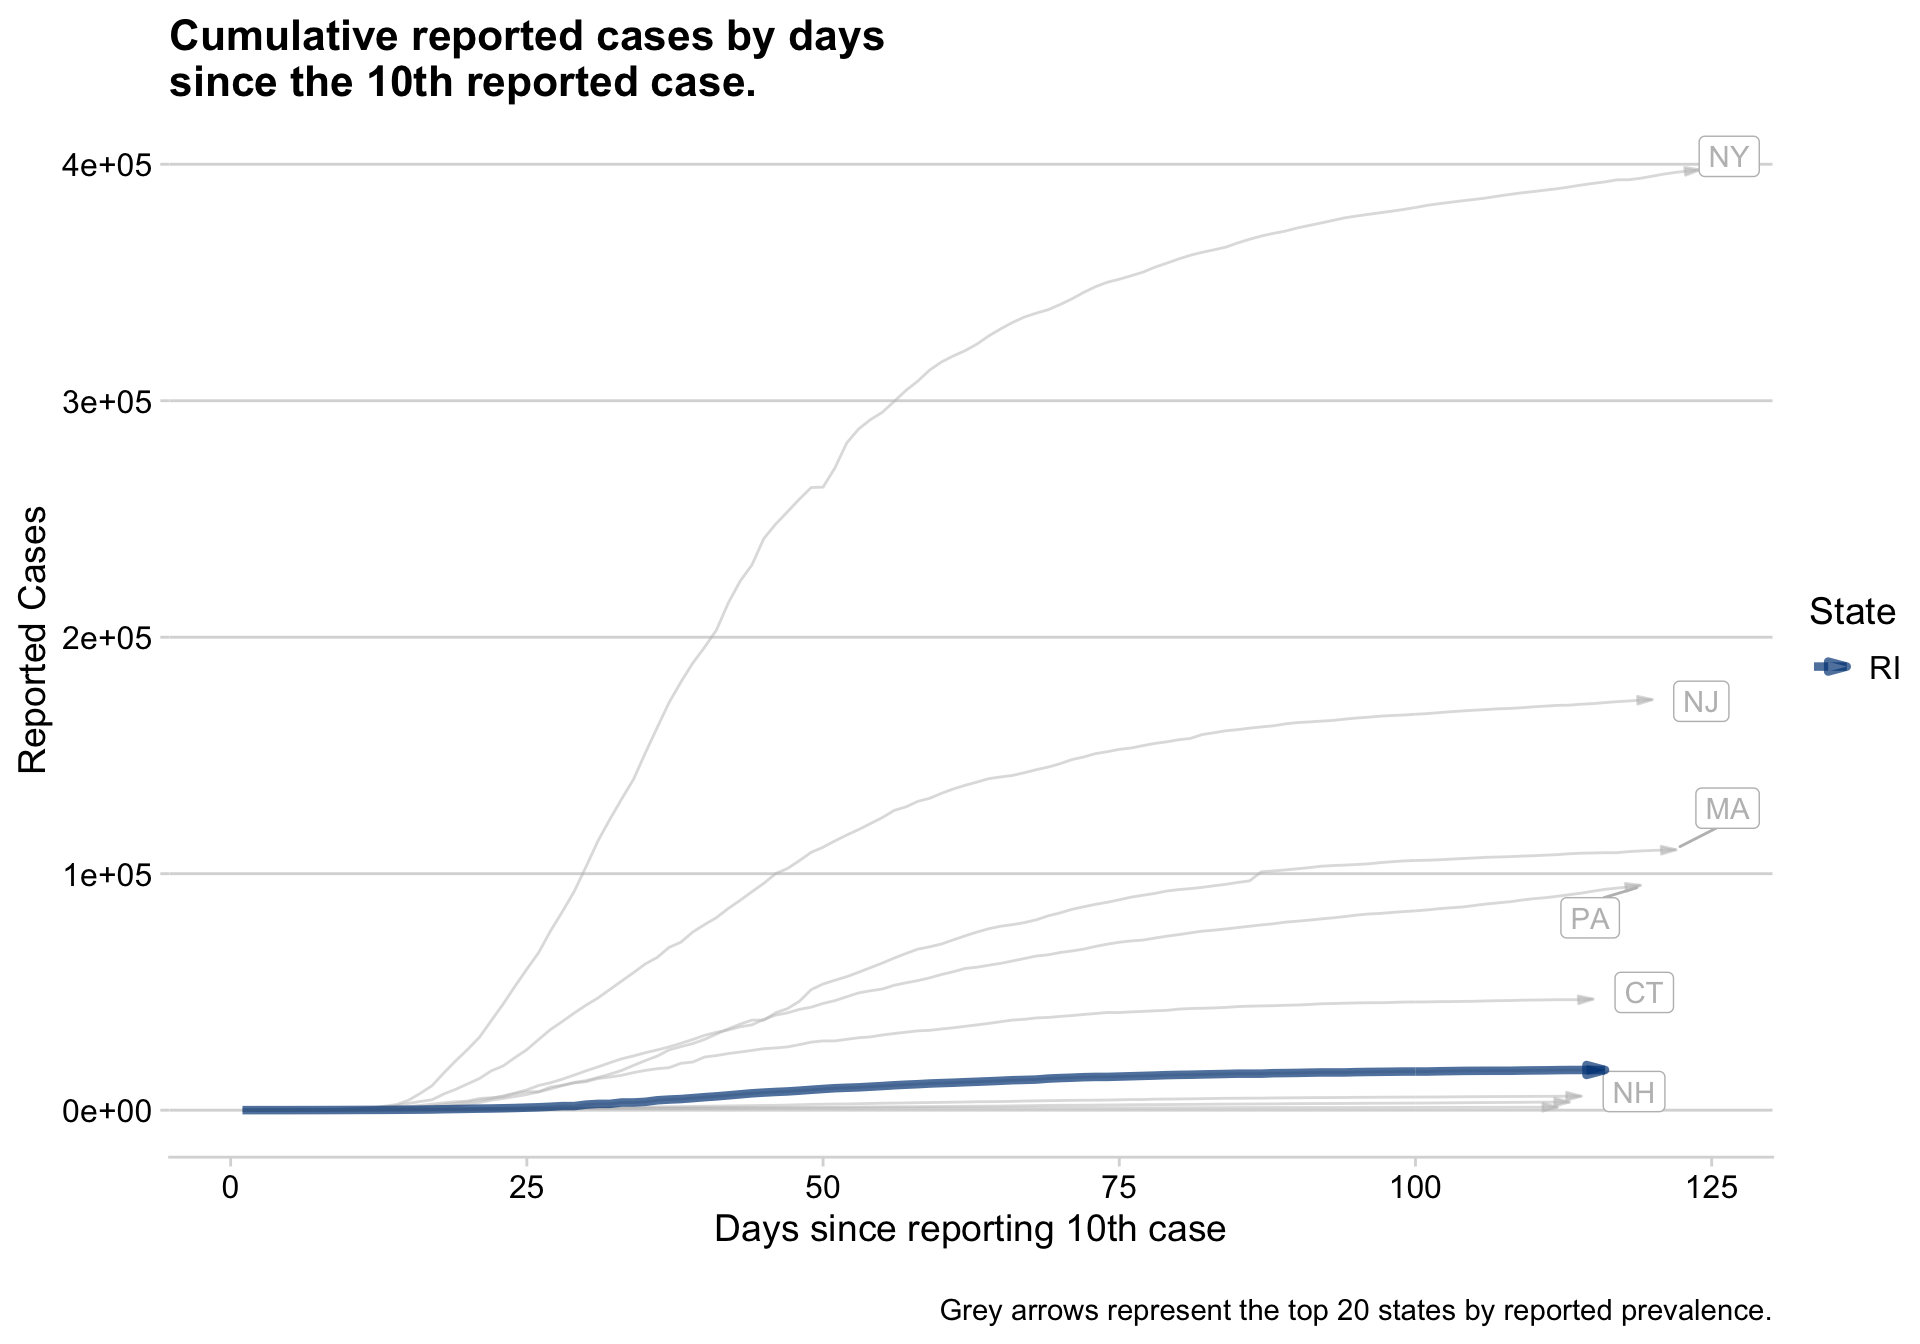 Cumulative reported cases by days
since the 10th reported case.
4e+05
3e+05
2e+05
1e+05
0e+00
Reported Cases
NY
NJ
MA
PA
CT
NH
State
RI
0
25
50
75
100
125
Days since reporting 10th case
Grey arrows represent the top 20 states by reported prevalence.